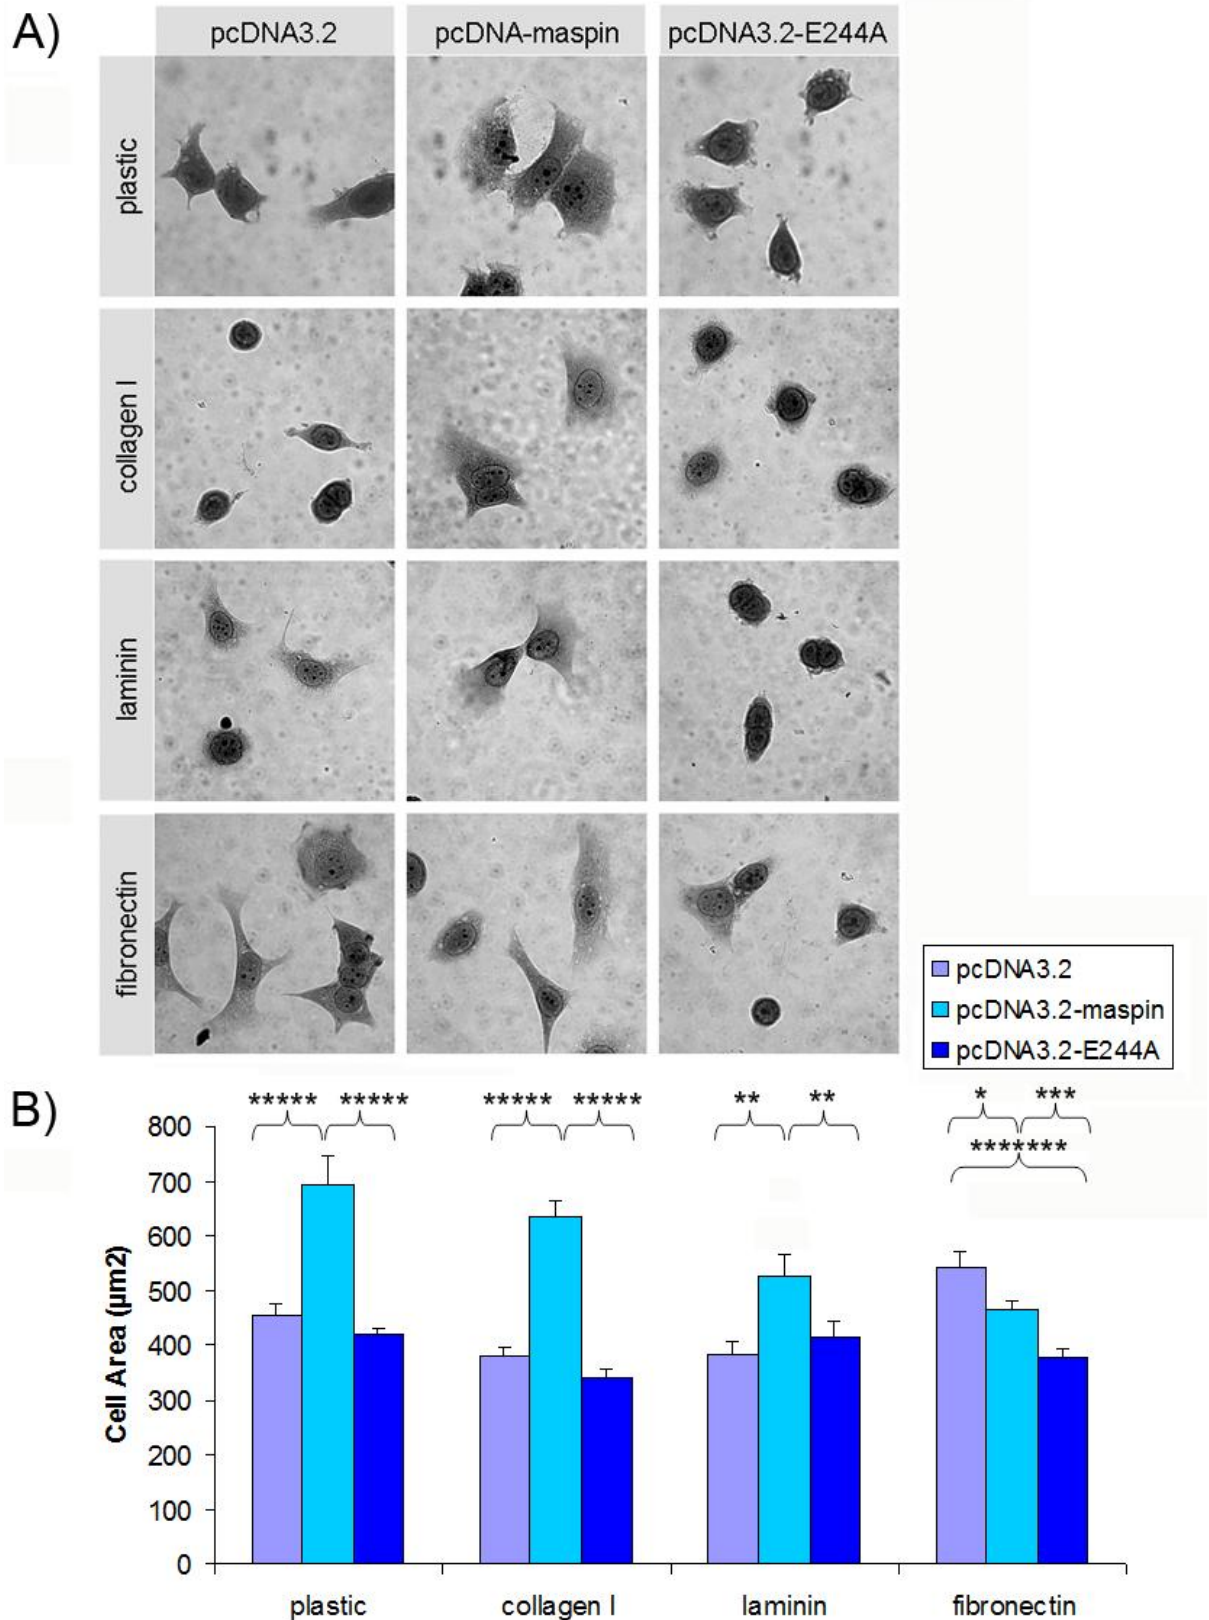 A)
pcDNA3.2 pcDNA-maspin pcDNA3.2-E244A
plastic
collagen I
laminin
fibronectin
pcDNA3.2
pcDNA3.2-maspin
pcDNA3.2-E244A
B)
***** ***** ***** ***** ** ** * ***
*******
800
700
600
500
400
300
200
100
0
Cell Area (µm2)
plastic collagen I laminin fibronectin